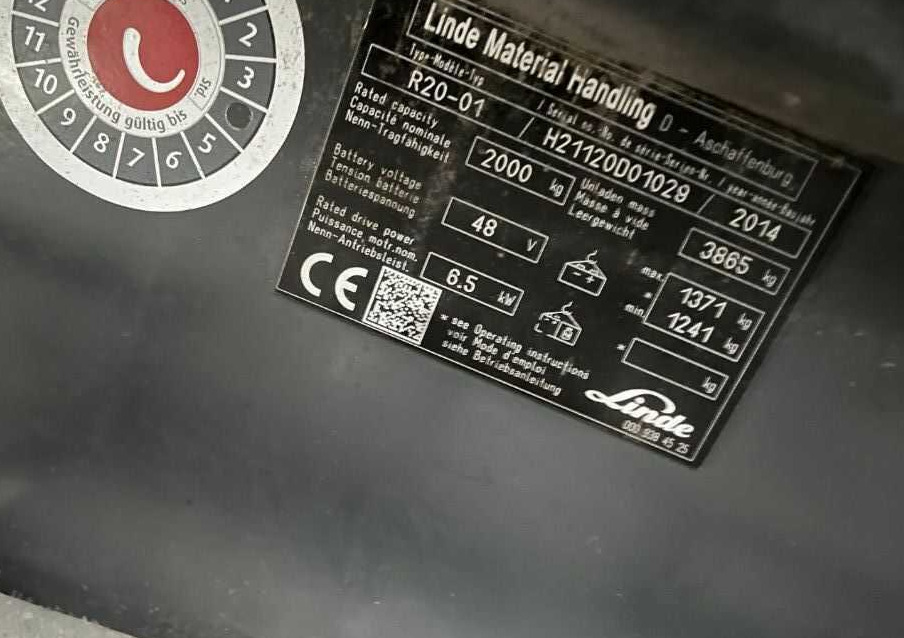 12
11
10
9
8
7
6
5
3
2
Gewährleistung gültig bis
Linde Material Handling D - Aschaffenburg
Type-Modèle-Typ / Serial no.-No. de série-Serien-Nr. / year-année-Baujahr
R20-01 / H21120D01029 / 2014
Rated capacity
Capacité nominale
Nenn-Tragfähigkeit
2000 kg
Unladen mass
Masse à vide
Leergewicht
3865 kg
Battery voltage
Tension batterie
Batteriespannung
48 V
max.
1371 kg
*
min.
1241 kg
Rated drive power
Puissance motr.nom.
Nenn-Antriebsleist.
6.5 kW
* kg
CE
* see Operating instructions
voir Mode d'emploi
siehe Betriebsanleitung
Linde
000 938 45 25